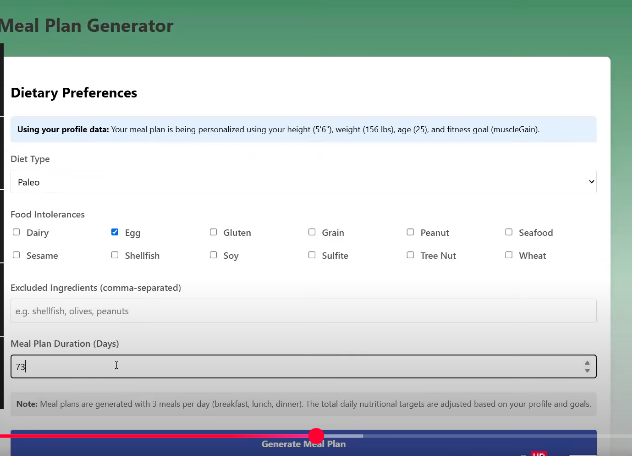 Meal Plan Generator
Dietary Preferences
Using your profile data: Your meal plan is being personalized using your height (5'6"), weight (156 lbs), age (25), and fitness goal (muscleGain).
Diet Type
Paleo
Food Intolerances
Dairy Egg Gluten Grain Peanut Seafood
Sesame Shellfish Soy Sulfite Tree Nut Wheat
Excluded Ingredients (comma-separated)
e.g. shellfish, olives, peanuts
Meal Plan Duration (Days)
73
Note: Meal plans are generated with 3 meals per day (breakfast, lunch, dinner). The total daily nutritional targets are adjusted based on your profile and goals.
Generate Meal Plan
HD